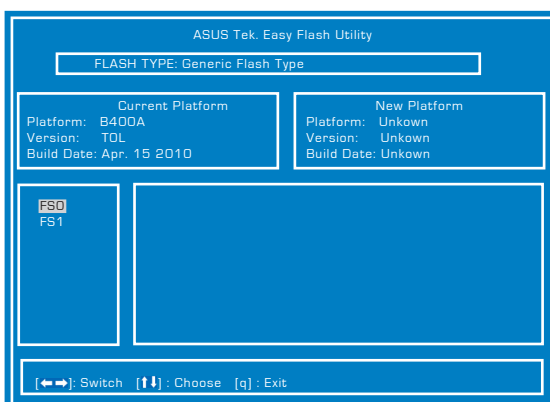 ASUS Tek. Easy Flash Utility
FLASH TYPE: Generic Flash Type
Current Platform
Platform: B400A
Version: TOL
Build Date: Apr. 15 2010
New Platform
Platform: Unkown
Version: Unkown
Build Date: Unkown
FS0
FS1
[←→]: Switch [↑↓] : Choose [q] : Exit